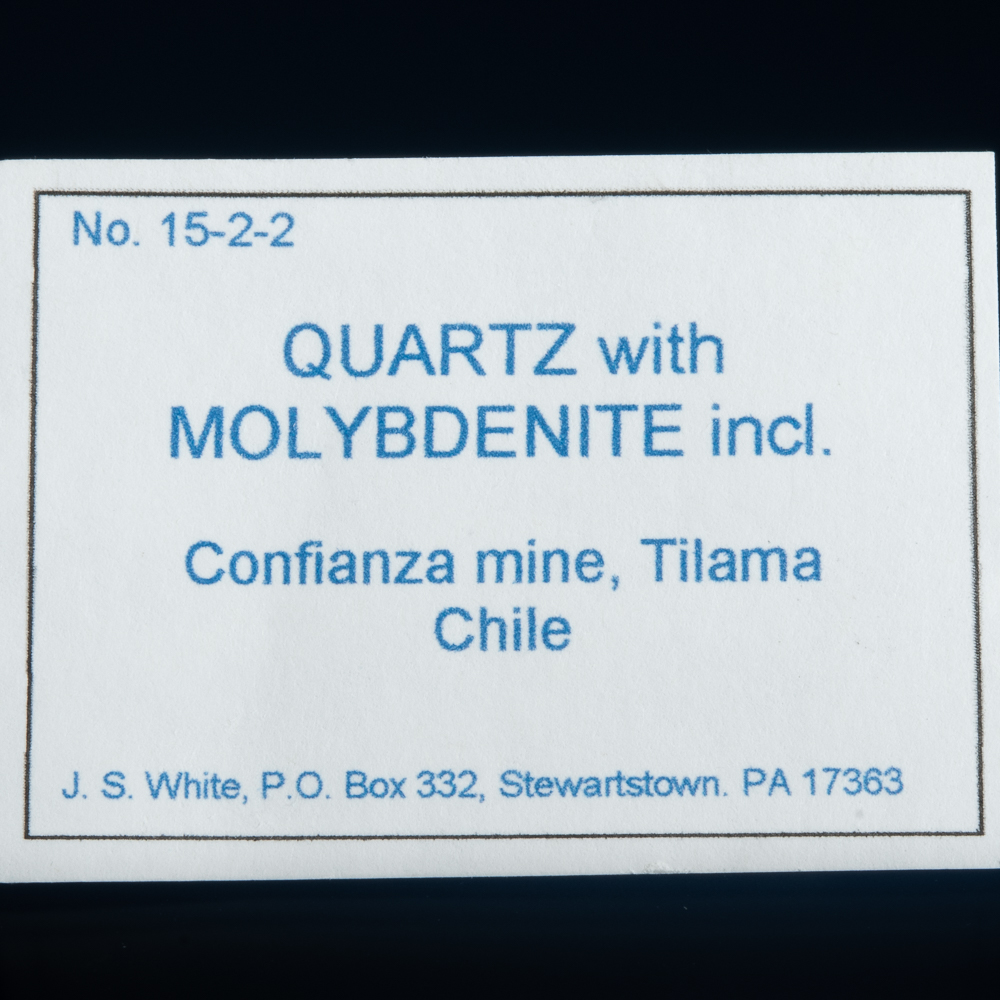 No. 15-2-2
QUARTZ with
MOLYBDENITE incl.
Confianza mine, Tilama
Chile
J. S. White, P.O. Box 332, Stewartstown. PA 17363